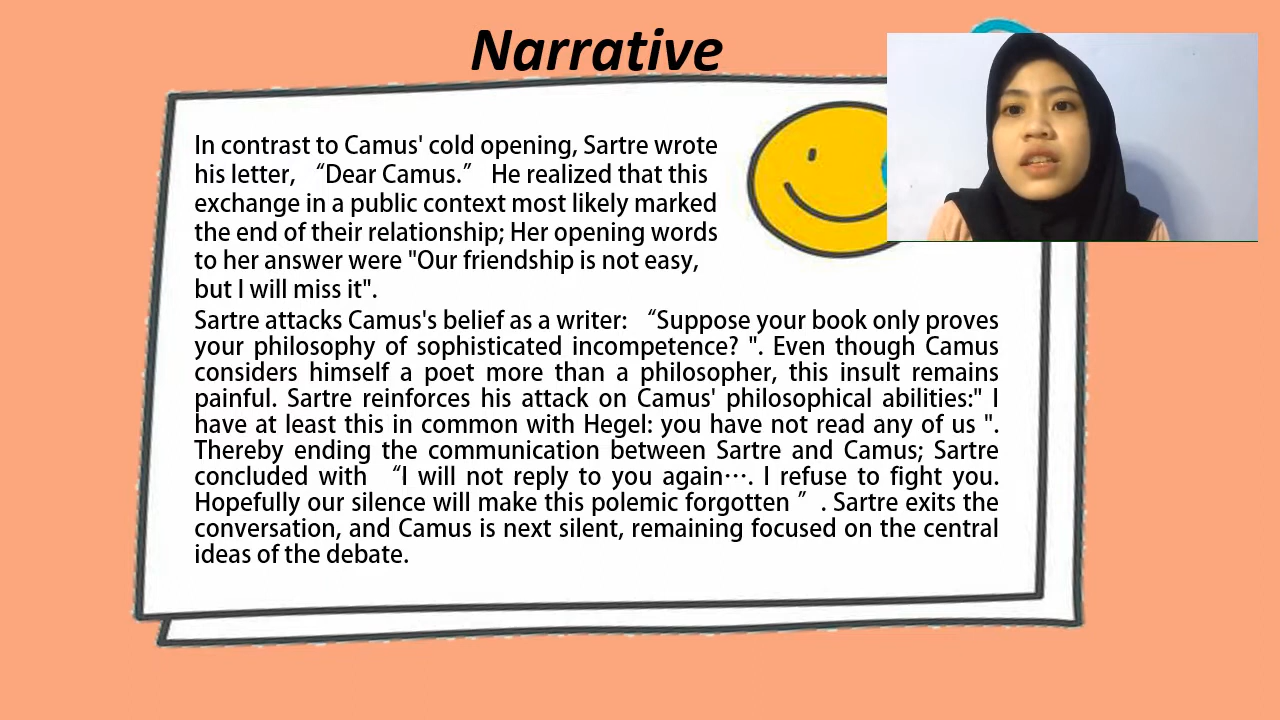 Narrative
In contrast to Camus' cold opening, Sartre wrote
his letter, “Dear Camus.” He realized that this
exchange in a public context most likely marked
the end of their relationship; Her opening words
to her answer were "Our friendship is not easy,
but I will miss it".
Sartre attacks Camus's belief as a writer: “Suppose your book only proves
your philosophy of sophisticated incompetence? ". Even though Camus
considers himself a poet more than a philosopher, this insult remains
painful. Sartre reinforces his attack on Camus' philosophical abilities:" I
have at least this in common with Hegel: you have not read any of us ".
Thereby ending the communication between Sartre and Camus; Sartre
concluded with “I will not reply to you again···. I refuse to fight you.
Hopefully our silence will make this polemic forgotten ” . Sartre exits the
conversation, and Camus is next silent, remaining focused on the central
ideas of the debate.